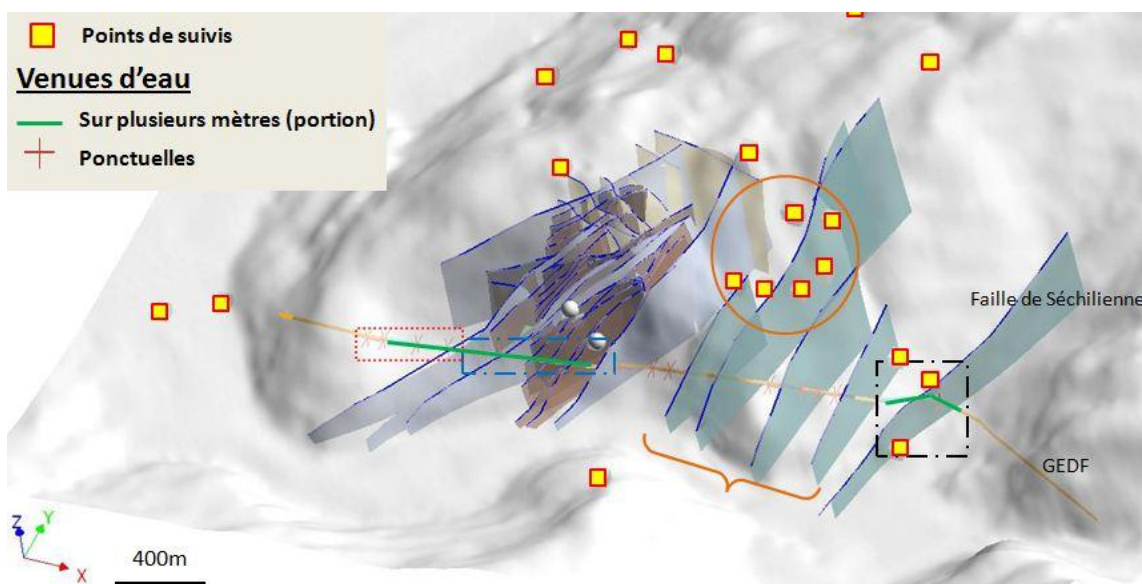 Points de suivis
Venues d'eau
Sur plusieurs mètres (portion)
Ponctuelles
Faille de Séchilienne
GEDF
Z
Y
X
400m